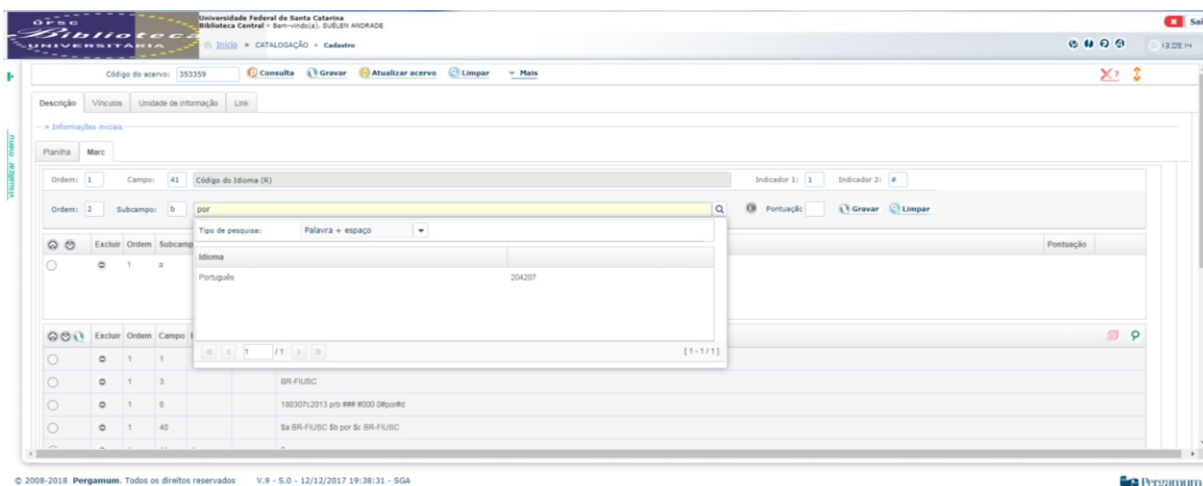 ÜFSC
Biblioteca
UNIVERSITÁRIA
Universidade Federal de Santa Catarina
Biblioteca Central > Bem-vindo(a). SUÉLEN ANDRADE
Início » CATALOGAÇÃO » Cadastro
Sai
visualizar menu
Código do acervo: 353359 Consulta Gravar Atualizar acervo Limpar Mais
Descrição Vínculos Unidade de informação Link
» Informações iniciais
Planilha Marc
Ordem: 1 Campo: 41 Código do Idioma (R) Indicador 1: 1 Indicador 2: #
Ordem: 2 Subcampo: b por Pontuação Gravar Limpar
Tipo de pesquisa: Palavra + espaço
Excluir Ordem Subcamp Pontuação
Idioma
1 a
Português 204207
Excluir Ordem Campo
1 /1 [1-1/1]
1 1
1 3 BR-FIUSC
1 8 180307c2013 prb ### #000 0#por#d
1 40 $a BR-FIUSC $b por $c BR-FIUSC
© 2008-2018 Pergamum. Todos os direitos reservados V.9 - S.0 - 12/12/2017 19:38:31 - SGA
Pergamum